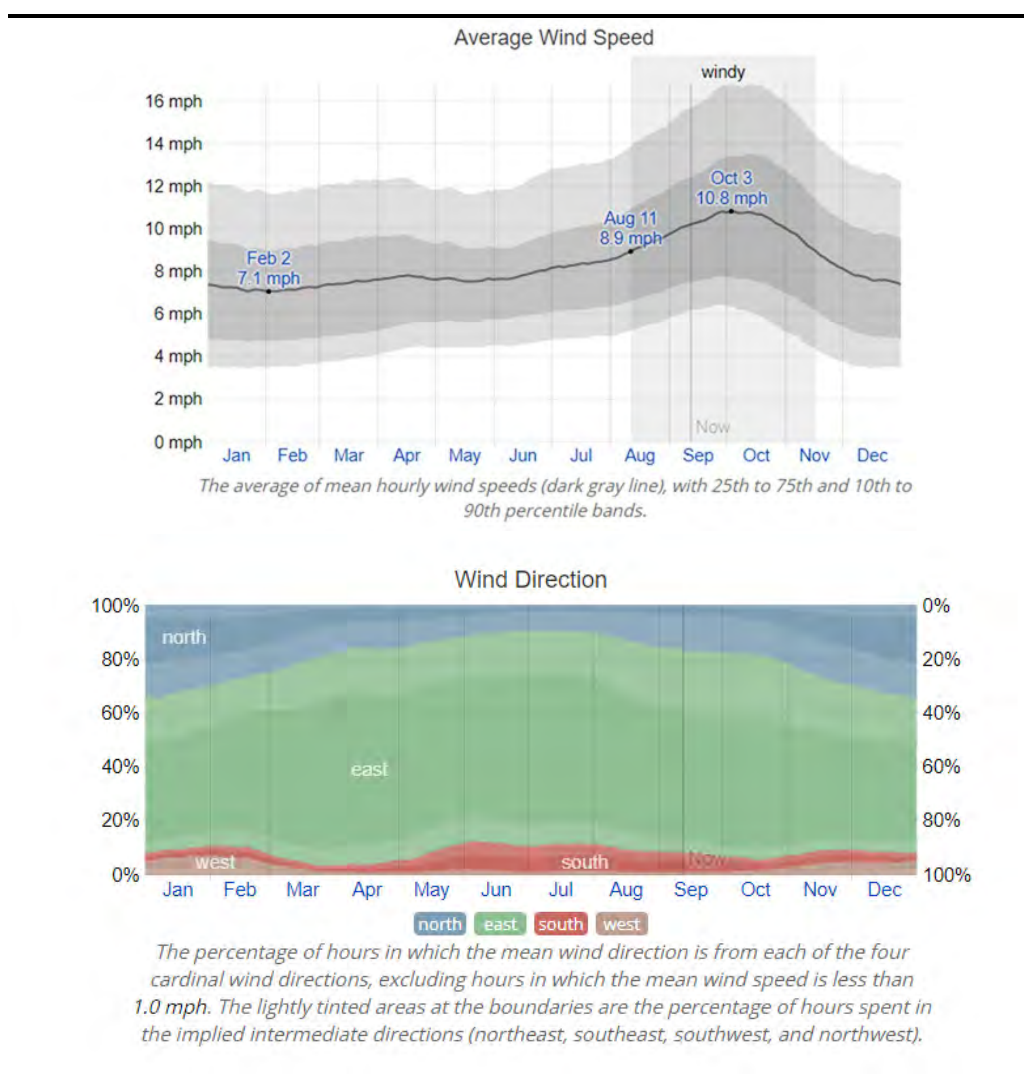 Average Wind Speed
windy
16 mph
14 mph
12 mph
Oct 3
10.8 mph
10 mph
Aug 11
8.9 mph
8 mph
Feb 2
7.1 mph
6 mph
4 mph
2 mph
0 mph
Now
Jan Feb Mar Apr May Jun Jul Aug Sep Oct Nov Dec
The average of mean hourly wind speeds (dark gray line), with 25th to 75th and 10th to
90th percentile bands.
Wind Direction
100% 0%
north
80% 20%
60% 40%
40% east 60%
20% 80%
west south Now
0% 100%
Jan Feb Mar Apr May Jun Jul Aug Sep Oct Nov Dec
north east south west
The percentage of hours in which the mean wind direction is from each of the four
cardinal wind directions, excluding hours in which the mean wind speed is less than
1.0 mph. The lightly tinted areas at the boundaries are the percentage of hours spent in
the implied intermediate directions (northeast, southeast, southwest, and northwest).